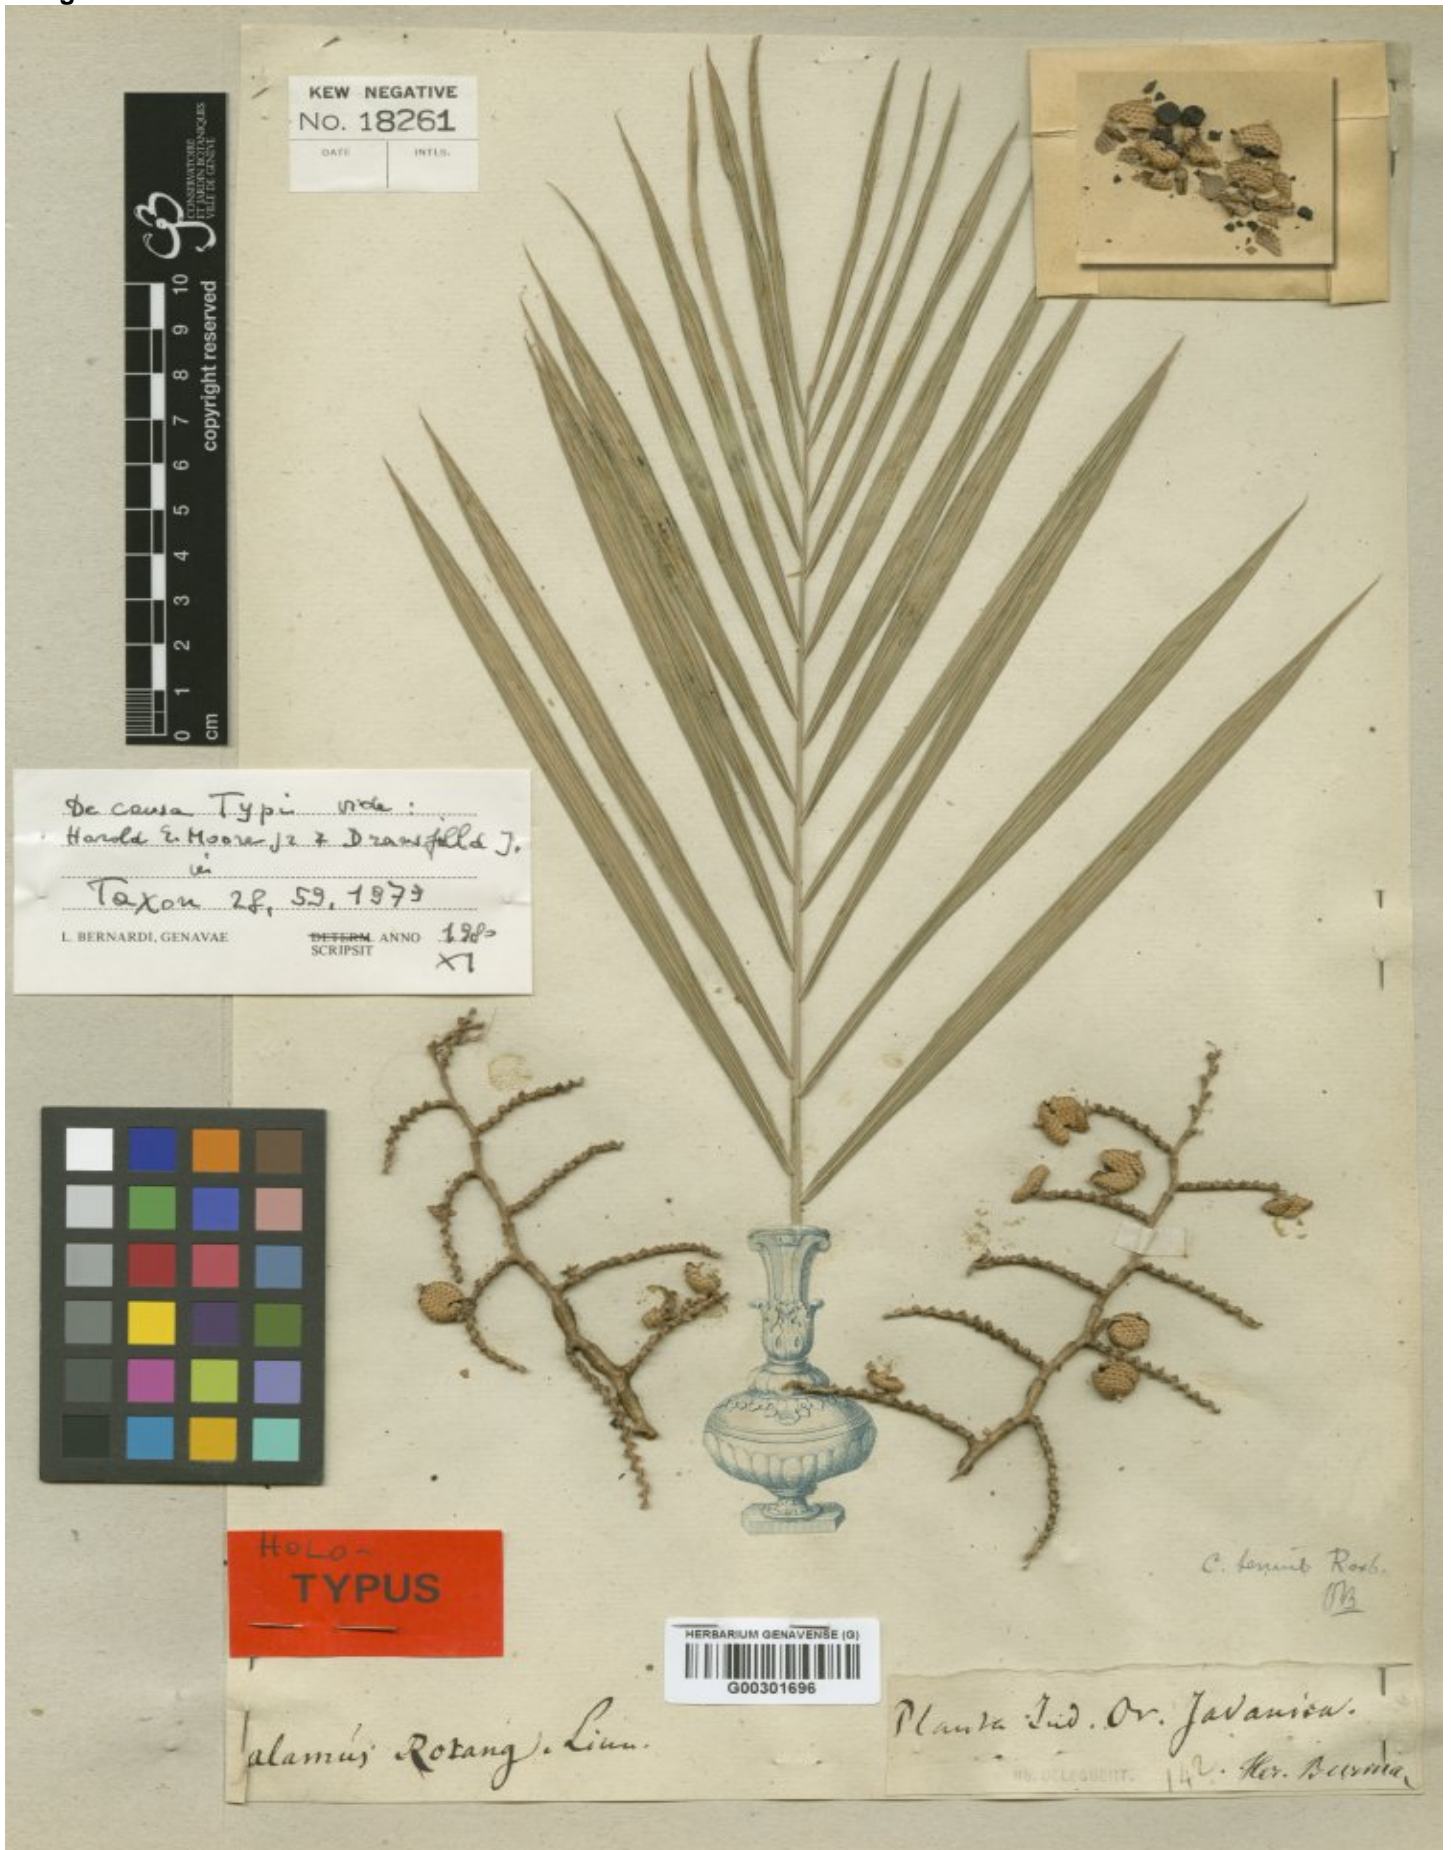 KEW NEGATIVE
No. 18261
DATE INTLS.
CONSERVATOIRE
ET JARDIN BOTANIQUES
VILLE DE GENÈVE
copyright reserved
10
9
8
7
6
5
4
3
2
1
0
cm
De causa Typi vide :
Harold E. Moore jr & Dransfield J.
in
Taxon 28, 59, 1979
L. BERNARDI, GENAVAE DETERM. ANNO 1980
SCRIPSIT XI
HOLO-
TYPUS
C. tenuis Roxb.
HERBARIUM GENAVENSE (G)
G00301696
alamus Rotang. Linn.
Planta Ind. Or. Javanica.
HB. DELESSERT. 142. Her. Burma